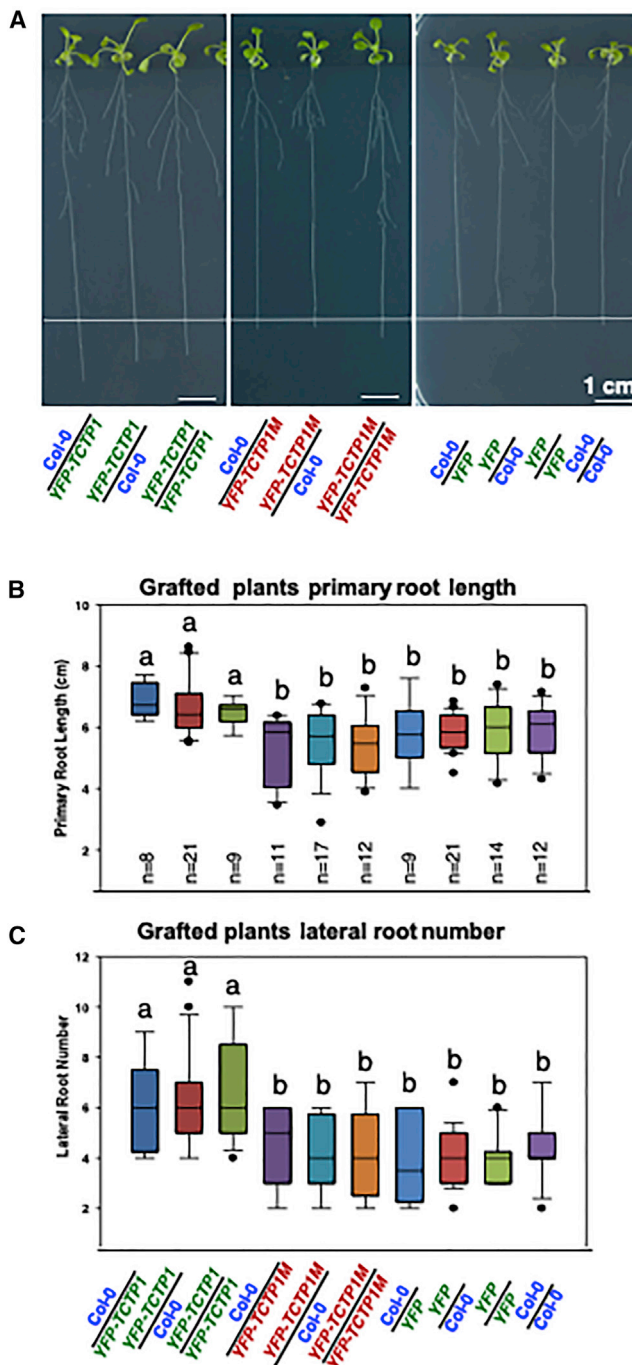 A
1 cm
Col-0 YFP-TCTP1 Col-0 YFP-TCTP1M Col-0 YFP YFP Col-0
YFP-TCTP1 Col-0 YFP-TCTP1 YFP-TCTP1M Col-0 YFP-TCTP1M YFP Col-0 YFP Col-0
YFP-TCTP1 YFP-TCTP1M
B
Grafted plants primary root length
Primary Root Length (cm)
10
8
6
4
2
a a a b b b b b b b
n=8 n=21 n=9 n=11 n=17 n=12 n=9 n=21 n=14 n=12
C
Grafted plants lateral root number
Lateral Root Number
12
10
8
6
4
2
a a a b b b b b b b
Col-0 YFP-TCTP1 YFP-TCTP1 Col-0 YFP-TCTP1M YFP-TCTP1M Col-0 YFP YFP Col-0
YFP-TCTP1 Col-0 YFP-TCTP1 YFP-TCTP1M Col-0 YFP-TCTP1M YFP Col-0 YFP Col-0